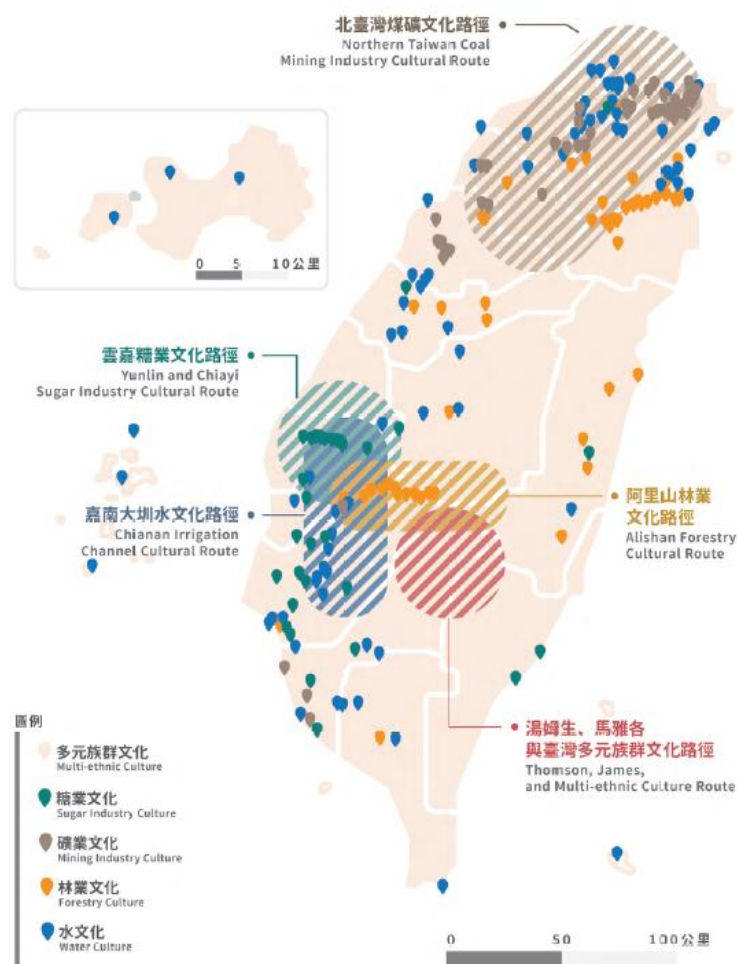 北臺灣煤礦文化路徑
Northern Taiwan Coal
Mining Industry Cultural Route
0 5 10公里
雲嘉糖業文化路徑
Yunlin and Chiayi
Sugar Industry Cultural Route
嘉南大圳水文化路徑
Chianan Irrigation
Channel Cultural Route
阿里山林業
文化路徑
Alishan Forestry
Cultural Route
湯姆生、馬雅各
與臺灣多元族群文化路徑
Thomson, James,
and Multi-ethnic Culture Route
圖例
多元族群文化
Multi-ethnic Culture
糖業文化
Sugar Industry Culture
礦業文化
Mining Industry Culture
林業文化
Forestry Culture
水文化
Water Culture
0 50 100公里